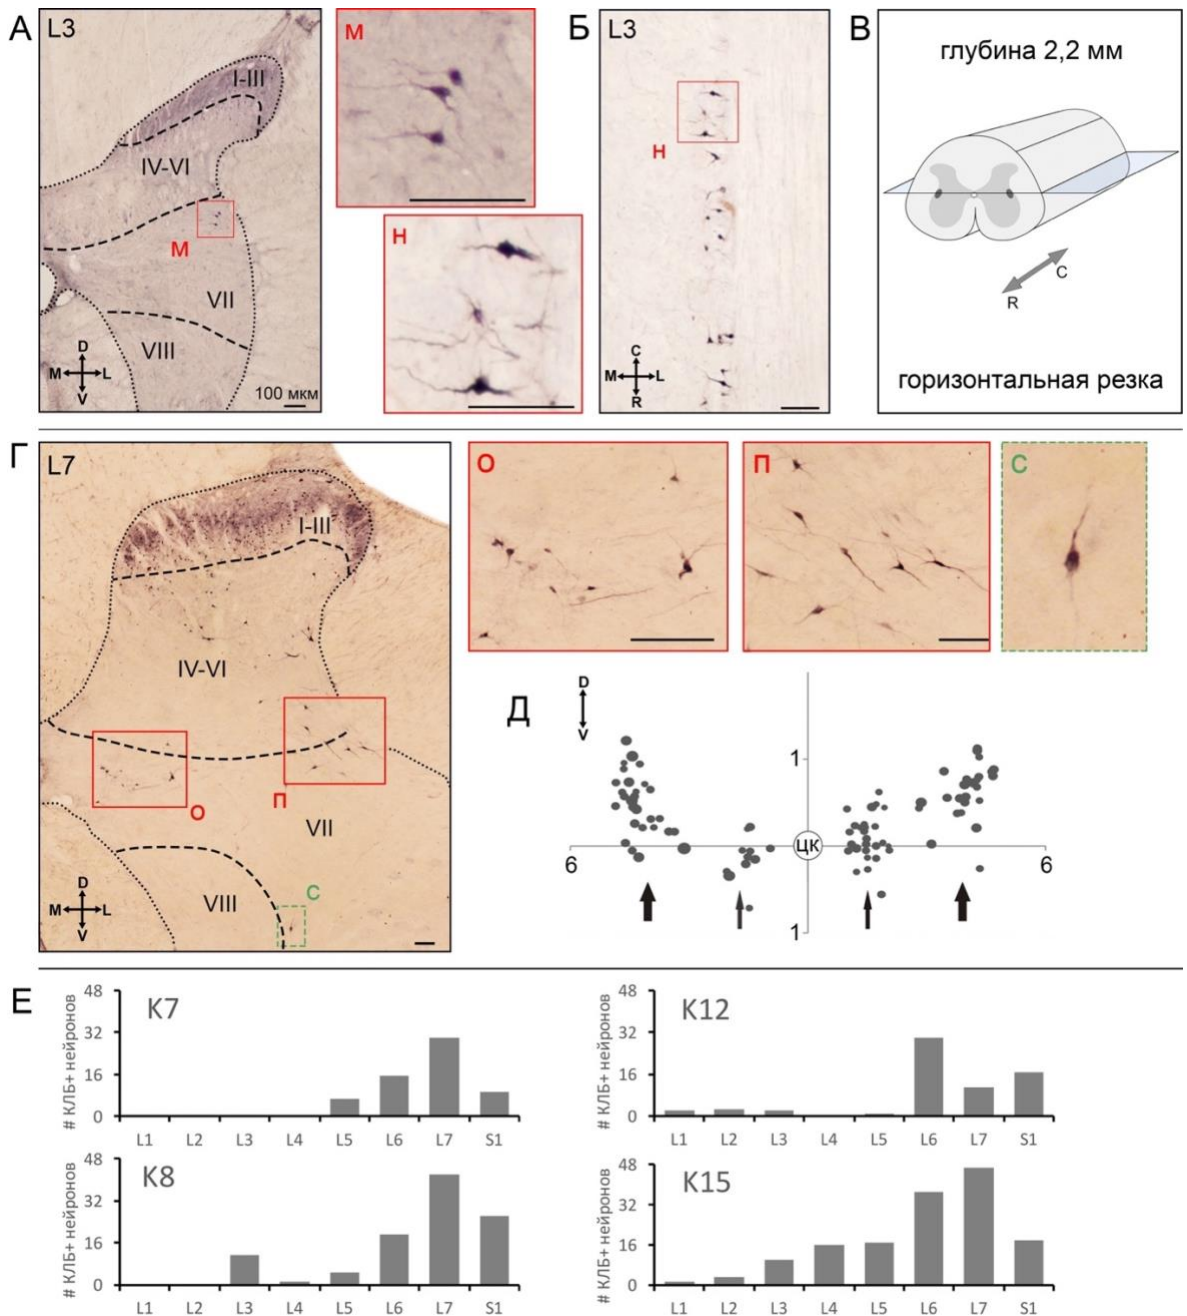 А
L3
I-III
IV-VI
М
VII
VIII
D
M L
V
100 мкм
М
Н
Б
L3
Н
C
M L
R
В
глубина 2,2 мм
C
R
горизонтальная резка
Г
L7
I-III
IV-VI
О
П
VII
VIII
С
D
M L
V
О
П
С
Д
D
V
1
ЦК
6
6
1
Е
# КЛБ+ нейронов
48
32
16
0
К7
L1 L2 L3 L4 L5 L6 L7 S1
# КЛБ+ нейронов
48
32
16
0
К12
L1 L2 L3 L4 L5 L6 L7 S1
# КЛБ+ нейронов
48
32
16
0
К8
L1 L2 L3 L4 L5 L6 L7 S1
# КЛБ+ нейронов
48
32
16
0
К15
L1 L2 L3 L4 L5 L6 L7 S1